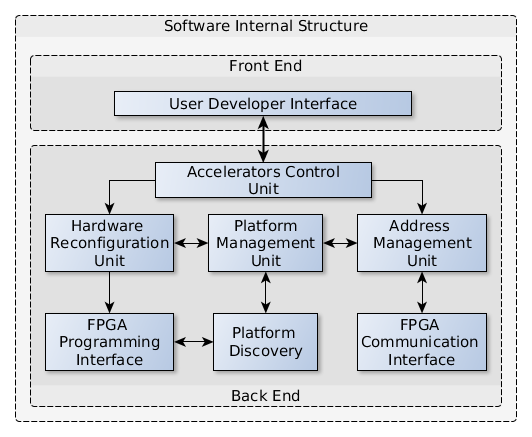 Software Internal Structure
Front End
User Developer Interface
Accelerators Control
Unit
Hardware
Reconfiguration
Unit
Platform
Management
Unit
Address
Management
Unit
FPGA
Programming
Interface
Platform
Discovery
FPGA
Communication
Interface
Back End